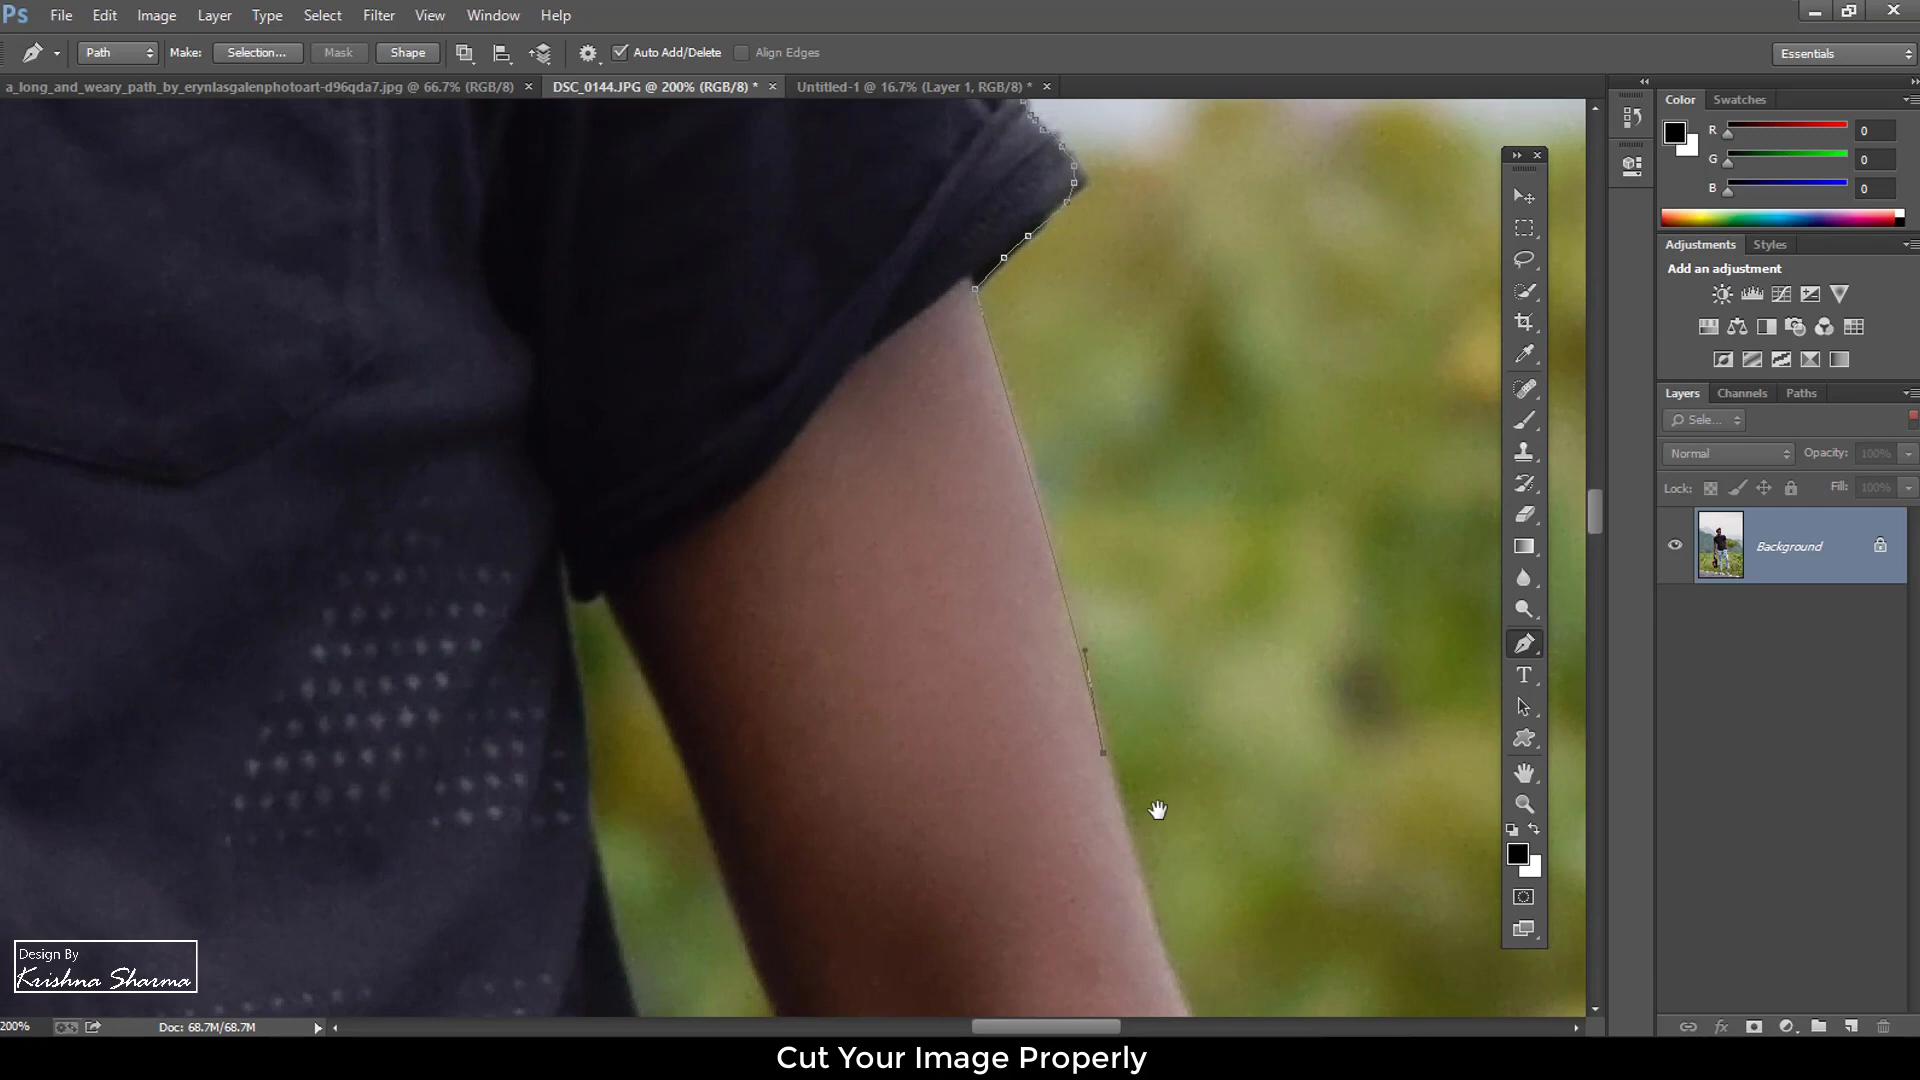 Ps File Edit Image Layer Type Select Filter View Window Help
Path Make: Selection... Mask Shape Auto Add/Delete Align Edges Essentials
a_long_and_weary_path_by_erynlasgalenphotoart-d96qda7.jpg @ 66.7% (RGB/8) × DSC_0144.JPG @ 200% (RGB/8) * × Untitled-1 @ 16.7% (Layer 1, RGB/8) * ×
Color Swatches
R 0
G 0
B 0
Adjustments Styles
Add an adjustment
Layers Channels Paths
Sele...
Normal Opacity: 100%
Lock: Fill: 100%
Background
T
Design By
Krishna Sharma
200% Doc: 68.7M/68.7M
fx
Cut Your Image Properly